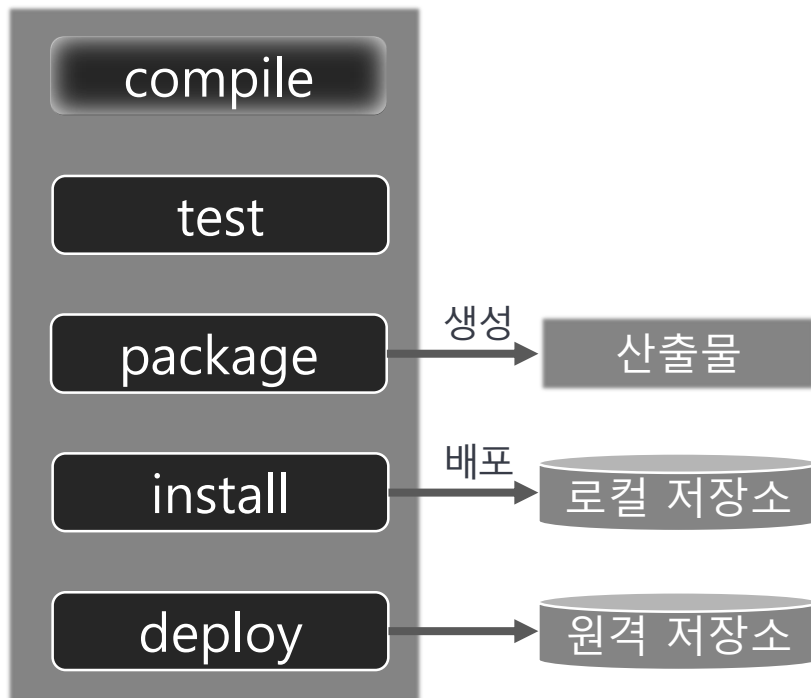 compile
test
package
생성
산출물
install
배포
로컬 저장소
deploy
원격 저장소